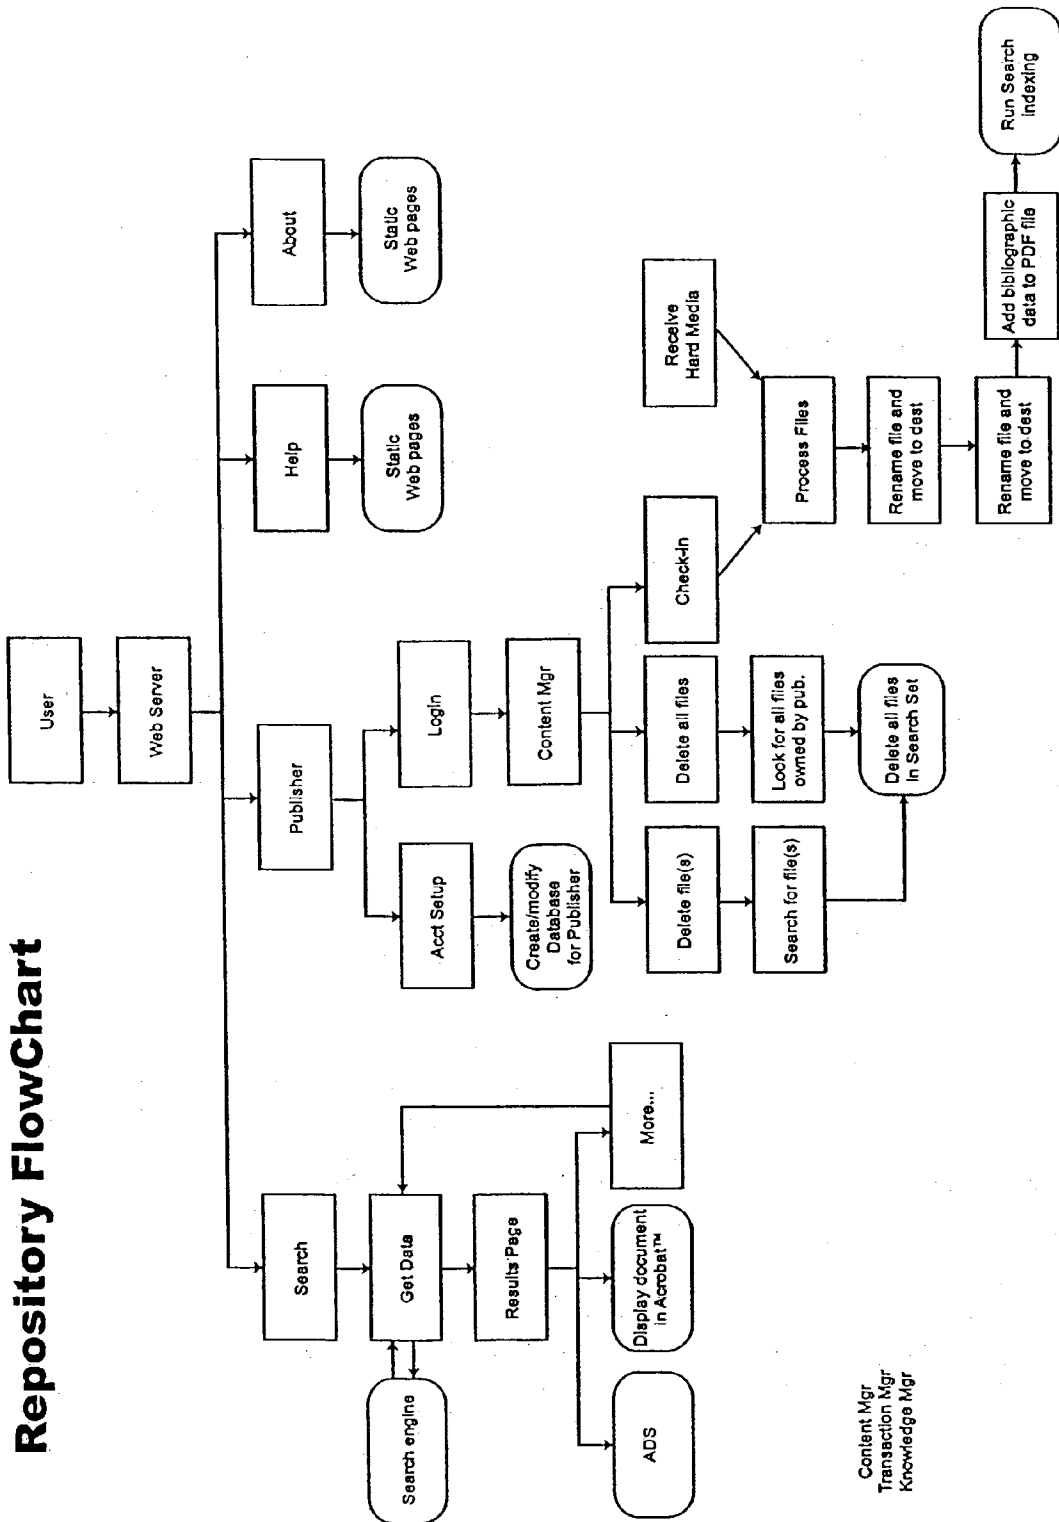 Repository FlowChart
User
Web Server
Search
Publisher
Help
About
Search engine
Get Data
Acct Setup
Login
Static
Web pages
Static
Web pages
Results Page
Create/modify
Database
for Publisher
Content Mgr
ADS
Display document
in Acrobat™
More...
Delete file(s)
Delete all files
Check-In
Receive
Hard Media
Search for file(s)
Look for all files
owned by pub.
Process Files
Delete all files
In Search Set
Rename file and
move to dest
Rename file and
move to dest
Add bibliographic
data to PDF file
Run Search
indexing
Content Mgr
Transaction Mgr
Knowledge Mgr